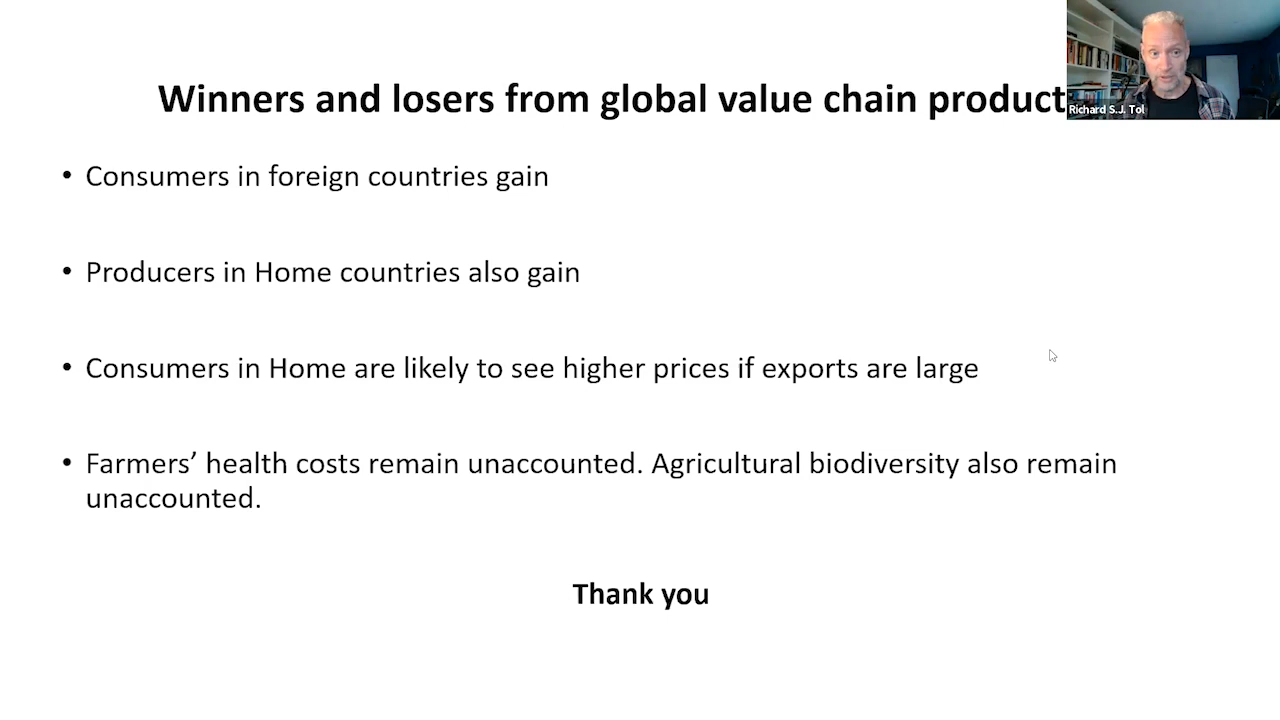 Winners and losers from global value chain product
Richard S.J. Tol
• Consumers in foreign countries gain
• Producers in Home countries also gain
• Consumers in Home are likely to see higher prices if exports are large
• Farmers’ health costs remain unaccounted. Agricultural biodiversity also remain
unaccounted.
Thank you